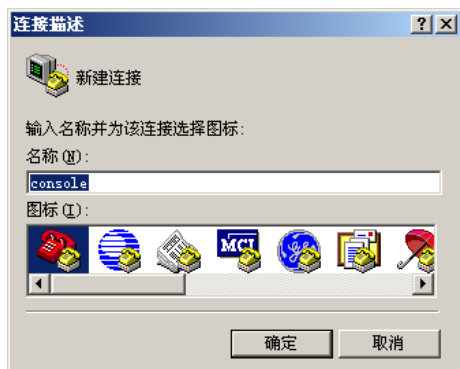 连接描述
新建连接
输入名称并为该连接选择图标:
名称(N):
console
图标(I):
MCI
确定
取消